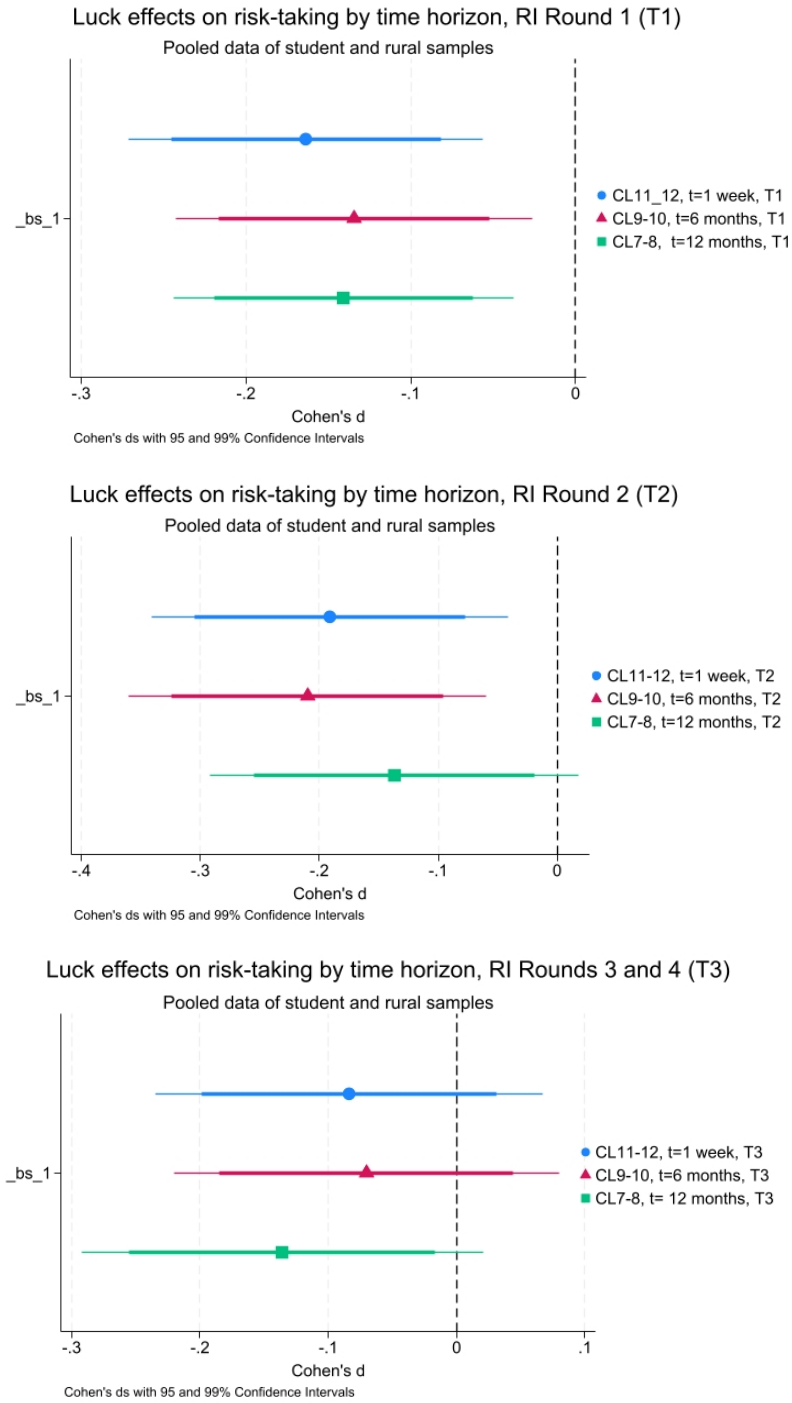 Luck effects on risk-taking by time horizon, RI Round 1 (T1)
Pooled data of student and rural samples
_bs_1
CL11_12, t=1 week, T1
CL9-10, t=6 months, T1
CL7-8,  t=12 months, T1
-.3 -.2 -.1 0
Cohen's d
Cohen's ds with 95 and 99% Confidence Intervals
Luck effects on risk-taking by time horizon, RI Round 2 (T2)
Pooled data of student and rural samples
_bs_1
CL11-12, t=1 week, T2
CL9-10, t=6 months, T2
CL7-8, t=12 months, T2
-.4 -.3 -.2 -.1 0
Cohen's d
Cohen's ds with 95 and 99% Confidence Intervals
Luck effects on risk-taking by time horizon, RI Rounds 3 and 4 (T3)
Pooled data of student and rural samples
_bs_1
CL11-12, t=1 week, T3
CL9-10, t=6 months, T3
CL7-8, t= 12 months, T3
-.3 -.2 -.1 0 .1
Cohen's d
Cohen's ds with 95 and 99% Confidence Intervals